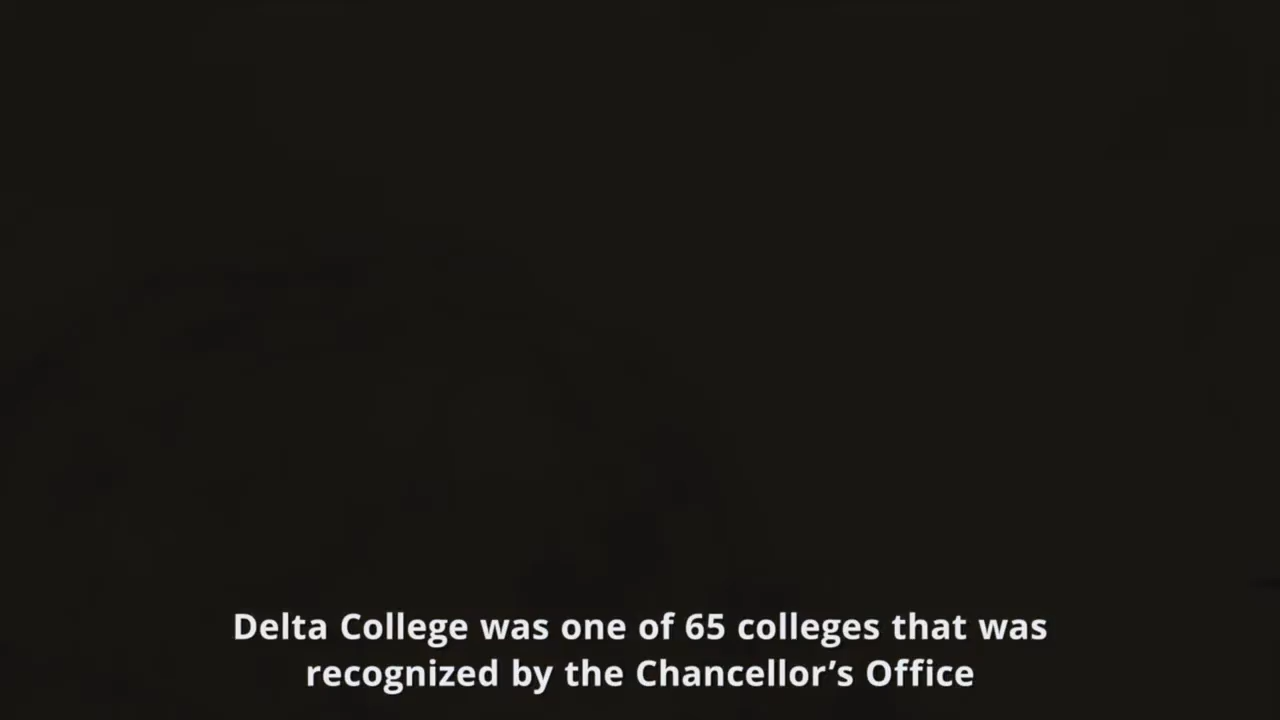 Delta College was one of 65 colleges that was
recognized by the Chancellor’s Office